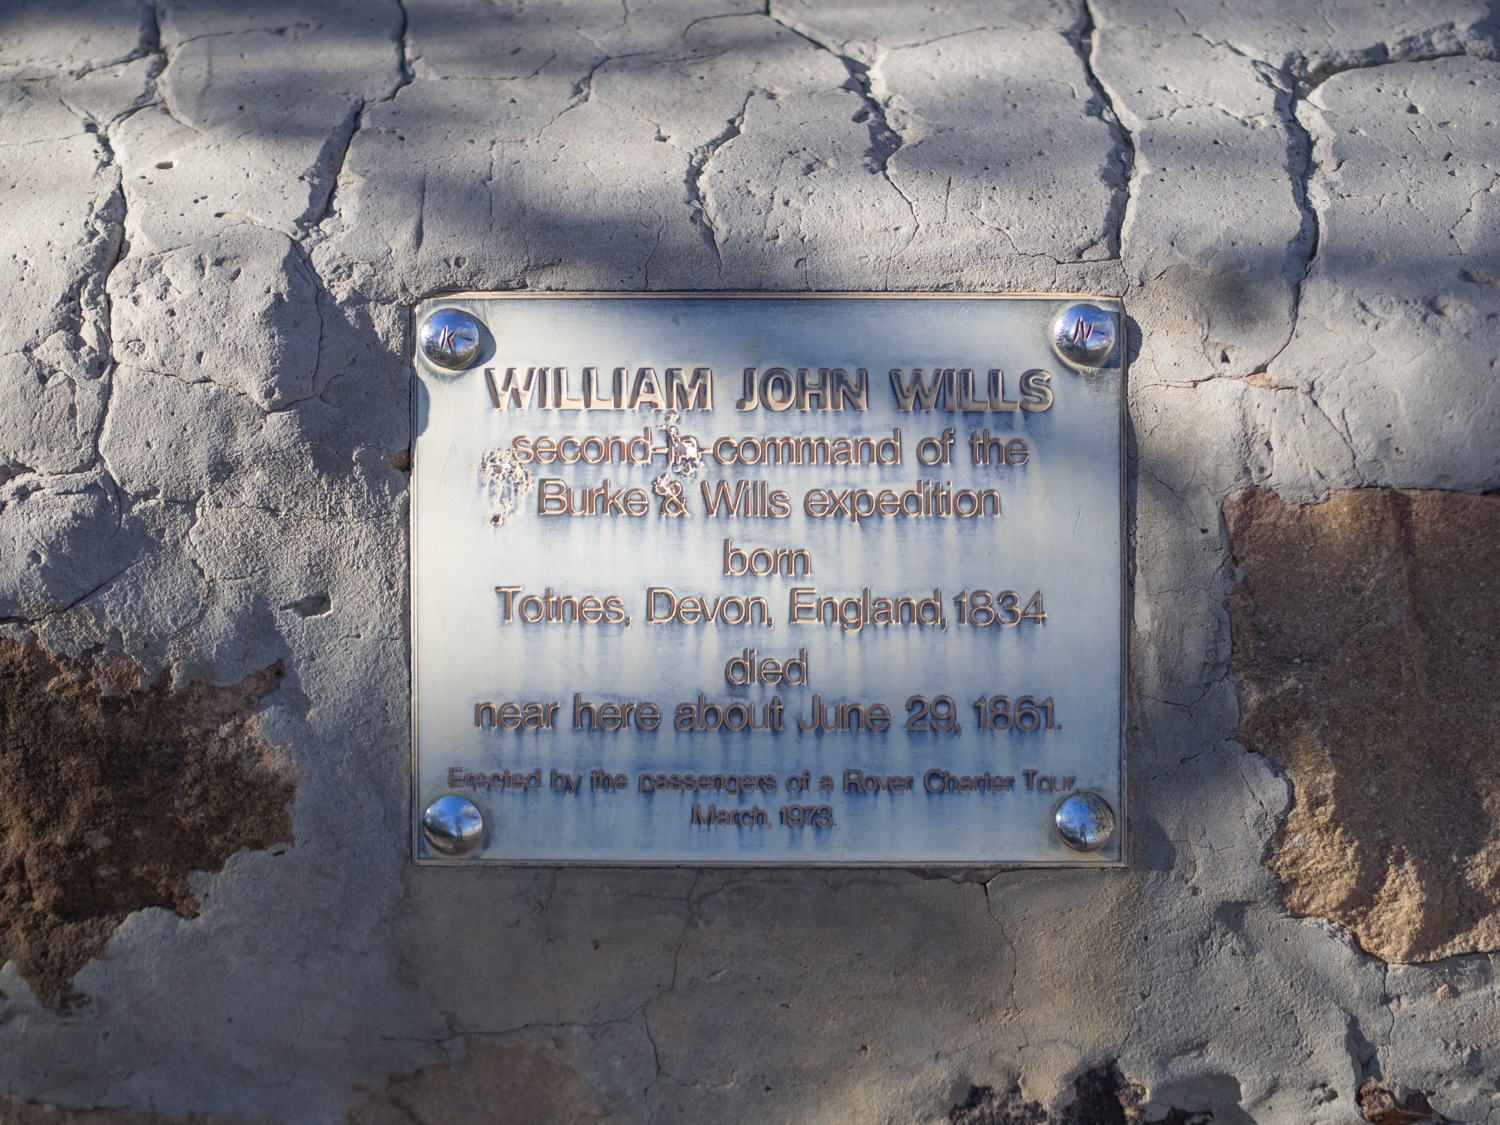 WILLIAM JOHN WILLS
second-in-command of the
Burke & Wills expedition
born
Totnes, Devon, England, 1834
died
near here about June 29, 1861.
Erected by the passengers of a Rover Charter Tour,
March, 1973.